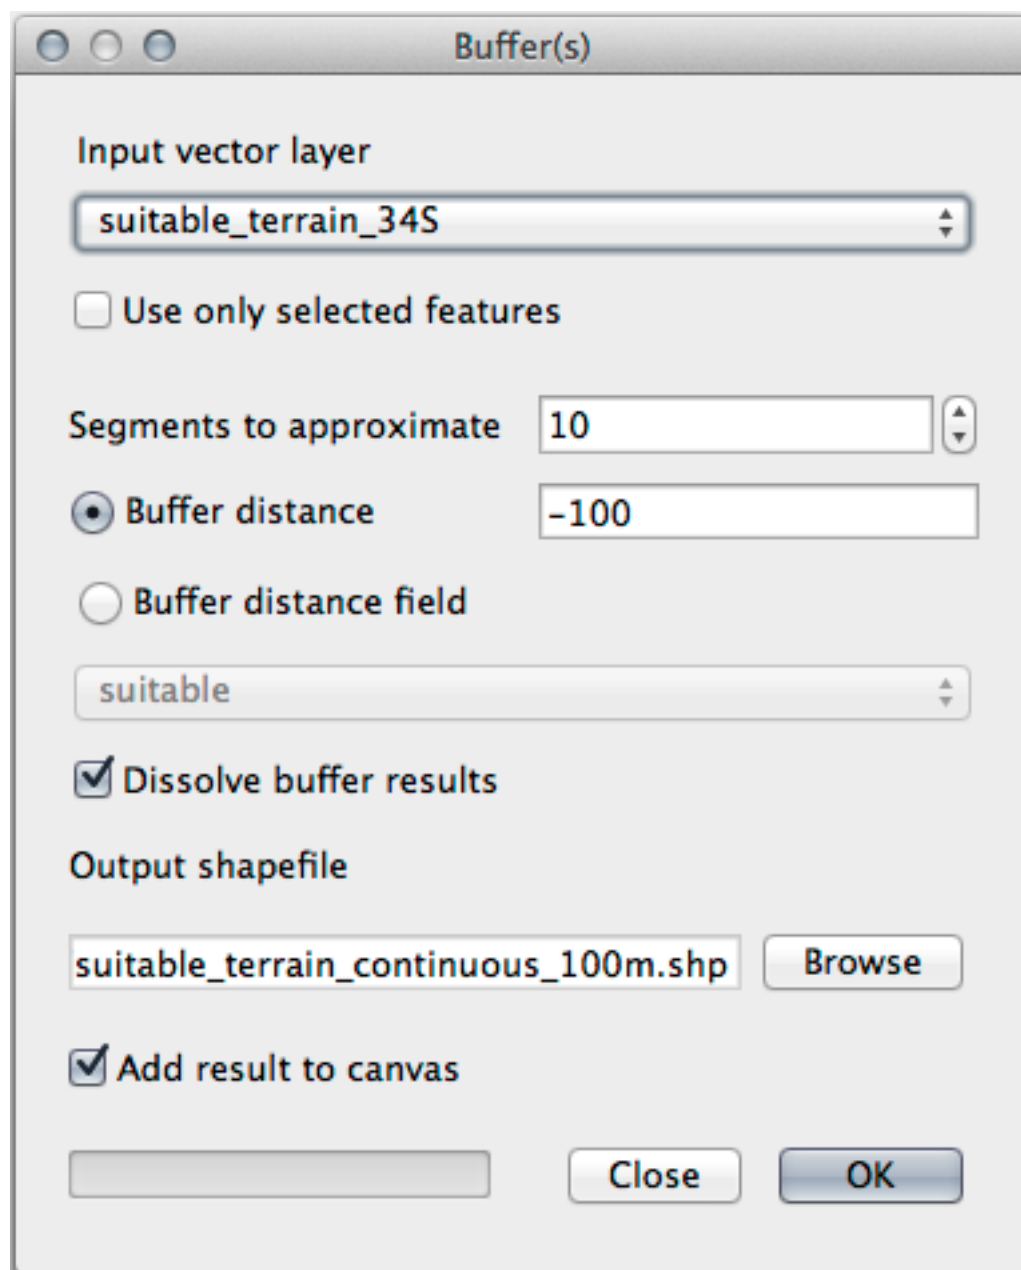 Buffer(s)
Input vector layer
suitable_terrain_34S
Use only selected features
Segments to approximate 10
Buffer distance -100
Buffer distance field
suitable
Dissolve buffer results
Output shapefile
suitable_terrain_continuous_100m.shp Browse
Add result to canvas
Close OK